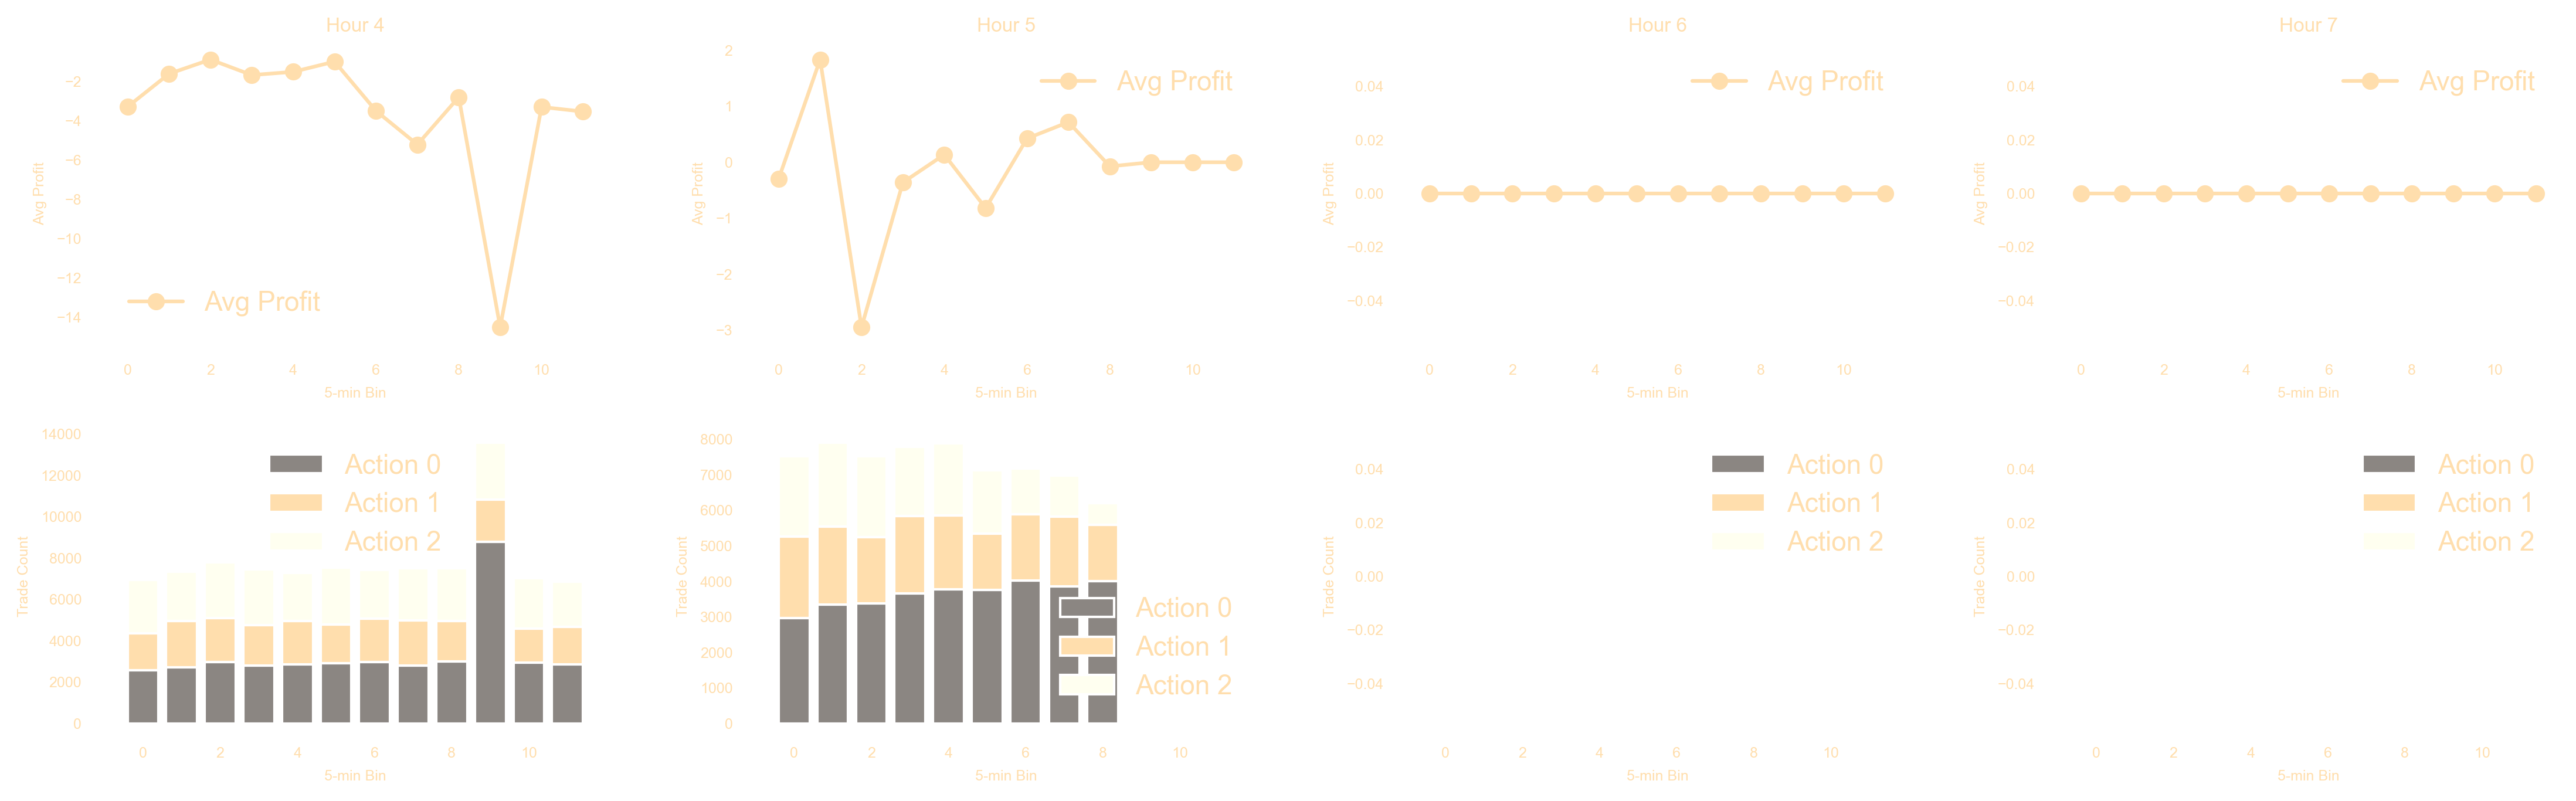 Hour 4
Avg Profit
−2
−4
−6
−8
−10
−12
−14
Avg Profit
0 2 4 6 8 10
5-min Bin
Hour 5
Avg Profit
2
1
0
−1
−2
−3
Avg Profit
0 2 4 6 8 10
5-min Bin
Hour 6
Avg Profit
0.04
0.02
0.00
−0.02
−0.04
Avg Profit
0 2 4 6 8 10
5-min Bin
Hour 7
Avg Profit
0.04
0.02
0.00
−0.02
−0.04
Avg Profit
0 2 4 6 8 10
5-min Bin
Trade Count
14000
12000
10000
8000
6000
4000
2000
0
Action 0
Action 1
Action 2
0 2 4 6 8 10
5-min Bin
Trade Count
8000
7000
6000
5000
4000
3000
2000
1000
0
Action 0
Action 1
Action 2
0 2 4 6 8 10
5-min Bin
Trade Count
0.04
0.02
0.00
−0.02
−0.04
Action 0
Action 1
Action 2
0 2 4 6 8 10
5-min Bin
Trade Count
0.04
0.02
0.00
−0.02
−0.04
Action 0
Action 1
Action 2
0 2 4 6 8 10
5-min Bin